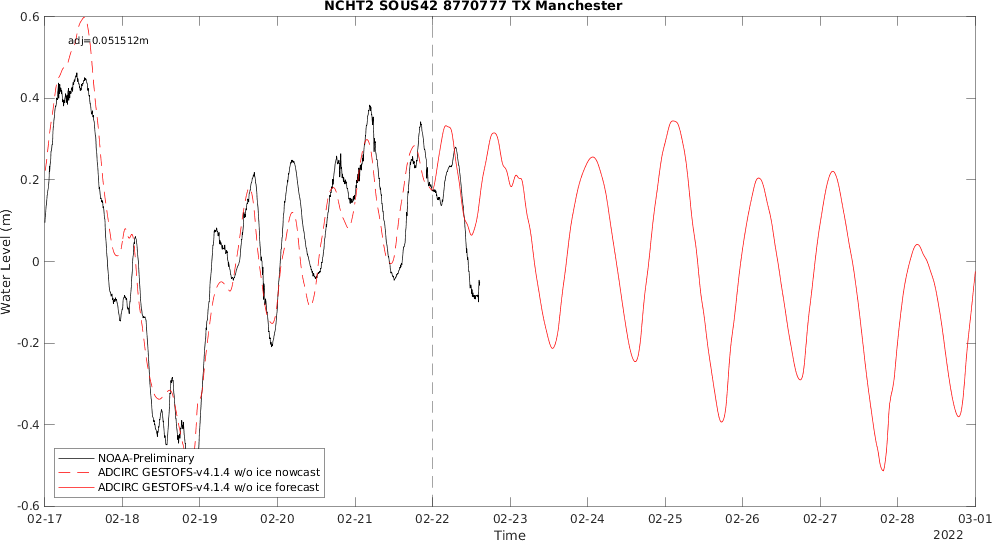 NCHT2 SOUS42 8770777 TX Manchester
adj=0.051512m
0.6
0.4
0.2
0
-0.2
-0.4
-0.6
Water Level (m)
NOAA-Preliminary
ADCIRC GESTOFS-v4.1.4 w/o ice nowcast
ADCIRC GESTOFS-v4.1.4 w/o ice forecast
02-17 02-18 02-19 02-20 02-21 02-22 02-23 02-24 02-25 02-26 02-27 02-28 03-01
Time
2022